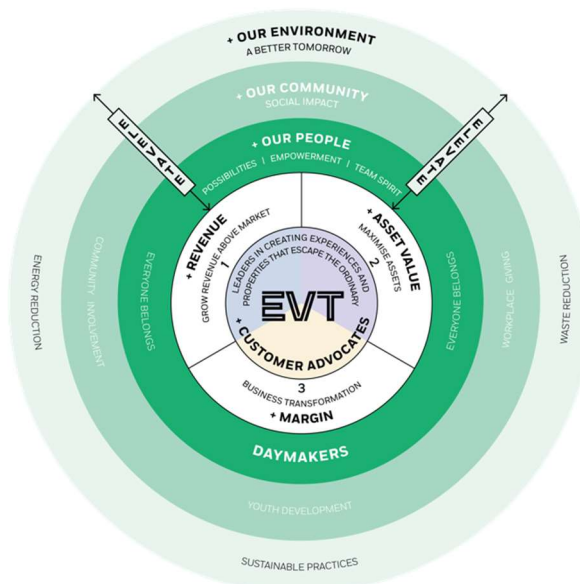 + OUR ENVIRONMENT
A BETTER TOMORROW
+ OUR COMMUNITY
SOCIAL IMPACT
+ OUR PEOPLE
POSSIBILITIES | EMPOWERMENT | TEAM SPIRIT
ELEVATE
ELEVATE
+ REVENUE
GROW REVENUE ABOVE MARKET
1
+ ASSET VALUE
MAXIMISE ASSETS
2
LEADERS IN CREATING EXPERIENCES AND
PROPERTIES THAT ESCAPE THE ORDINARY
EVT
+ CUSTOMER ADVOCATES
3
BUSINESS TRANSFORMATION
+ MARGIN
EVERYONE BELONGS
EVERYONE BELONGS
DAYMAKERS
COMMUNITY INVOLVEMENT
WORKPLACE GIVING
YOUTH DEVELOPMENT
ENERGY REDUCTION
WASTE REDUCTION
SUSTAINABLE PRACTICES